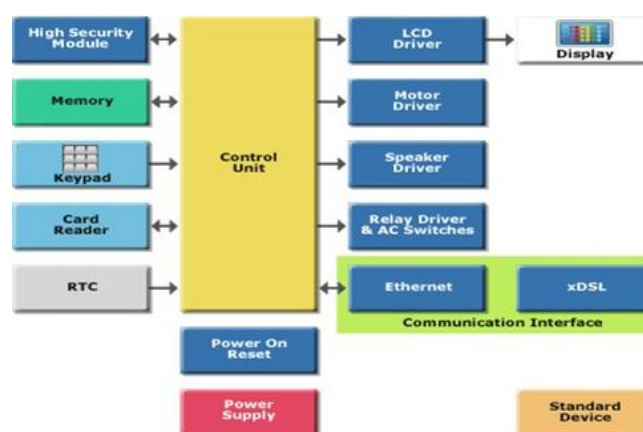 High Security
Module
LCD
Driver
Display
Memory
Motor
Driver
Keypad
Control
Unit
Speaker
Driver
Card
Reader
Relay Driver
& AC Switches
RTC
Ethernet
xDSL
Communication Interface
Power On
Reset
Power
Supply
Standard
Device